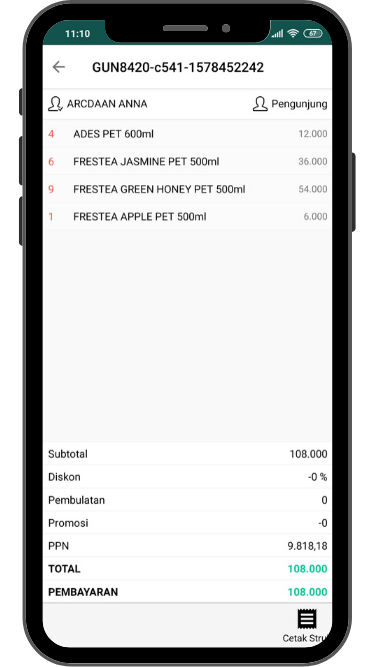 11:10 67
GUN8420-c541-1578452242
ARCDAAN ANNA Pengunjung
4 ADES PET 600ml 12.000
6 FRESTEA JASMINE PET 500ml 36.000
9 FRESTEA GREEN HONEY PET 500ml 54.000
1 FRESTEA APPLE PET 500ml 6.000
Subtotal 108.000
Diskon -0 %
Pembulatan 0
Promosi -0
PPN 9.818,18
TOTAL 108.000
PEMBAYARAN 108.000
Cetak Stru